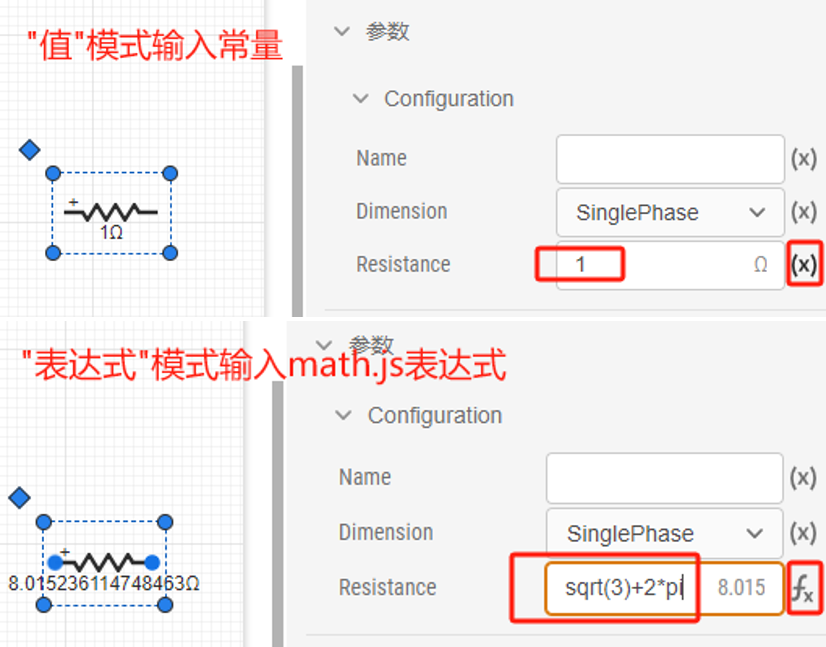 "值"模式输入常量
参数
Configuration
Name (x)
Dimension SinglePhase (x)
Resistance 1 Ω (x)
+
1Ω
"表达式"模式输入math.js表达式
参数
Configuration
Name (x)
Dimension SinglePhase (x)
Resistance sqrt(3)+2*pi 8.015 fx
+
8.015236114748463Ω